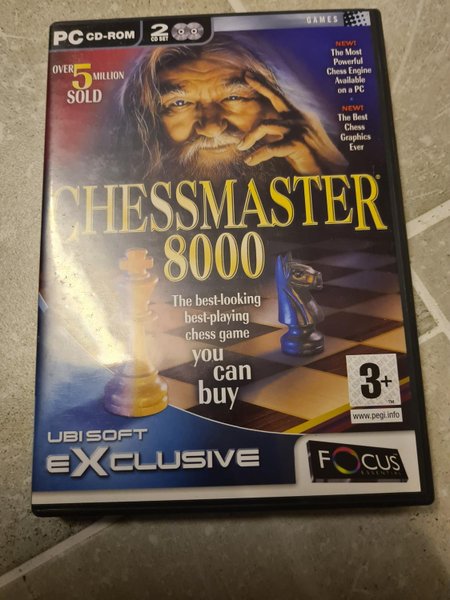 PC CD-ROM
2
CD SET
GAMES
OVER 5 MILLION
SOLD
NEW!
The Most
Powerful
Chess Engine
Available
on a PC
•
NEW!
The Best
Chess
Graphics
Ever
CHESSMASTER®
8000
The best-looking
best-playing
chess game
you
can
buy
3+
™
www.pegi.info
UBI SOFT
eXclusive
FOCUS
ESSENTIAL